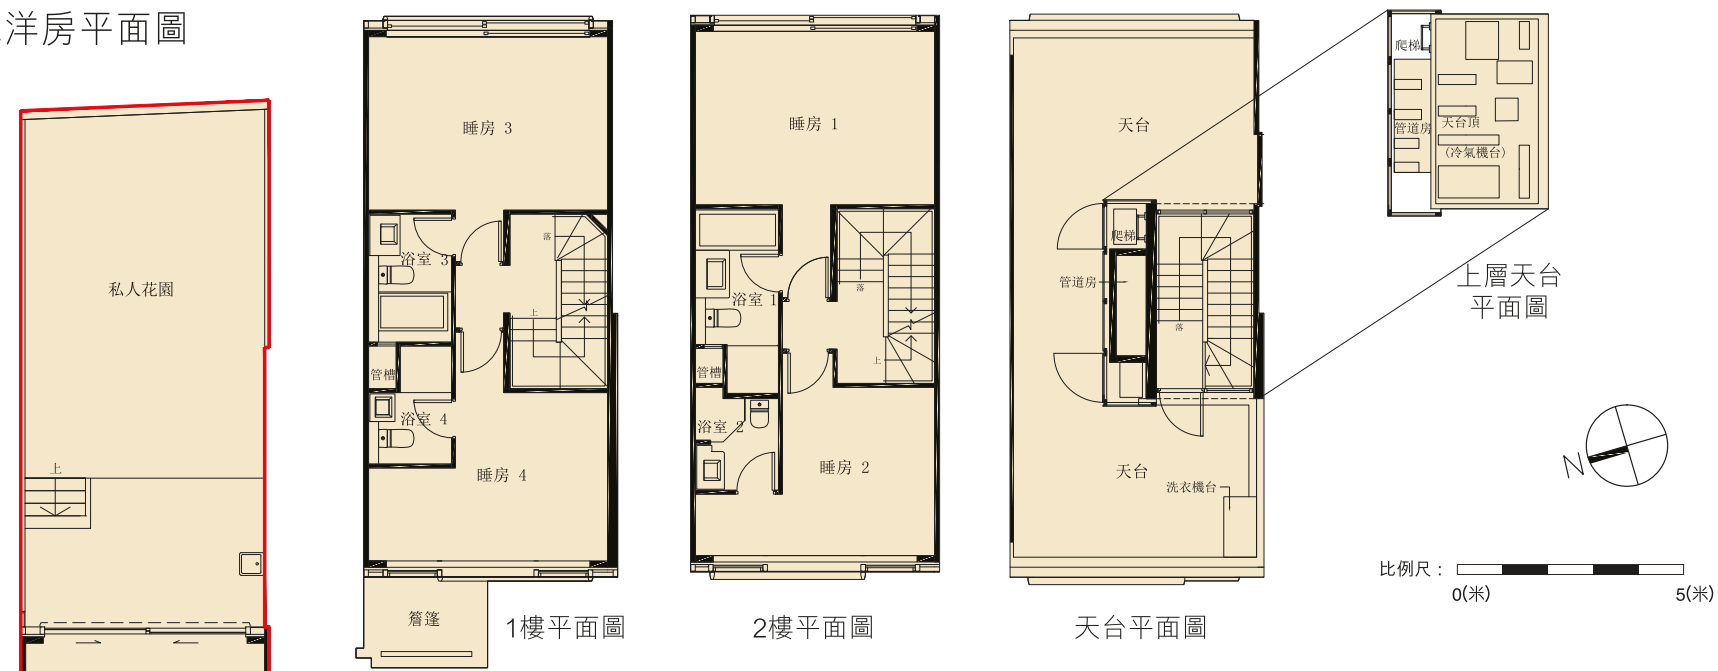 洋房平面圖
私人花園
上
睡房 3
浴室 3
落
上
管槽
浴室 4
睡房 4
簷篷
1樓平面圖
睡房 1
浴室 1
落
上
管槽
浴室 2
睡房 2
2樓平面圖
天台
爬梯
管道房
落
天台
洗衣機台
天台平面圖
爬梯
管道房
天台頂
(冷氣機台)
上層天台
平面圖
N
比例尺：
0(米)
5(米)